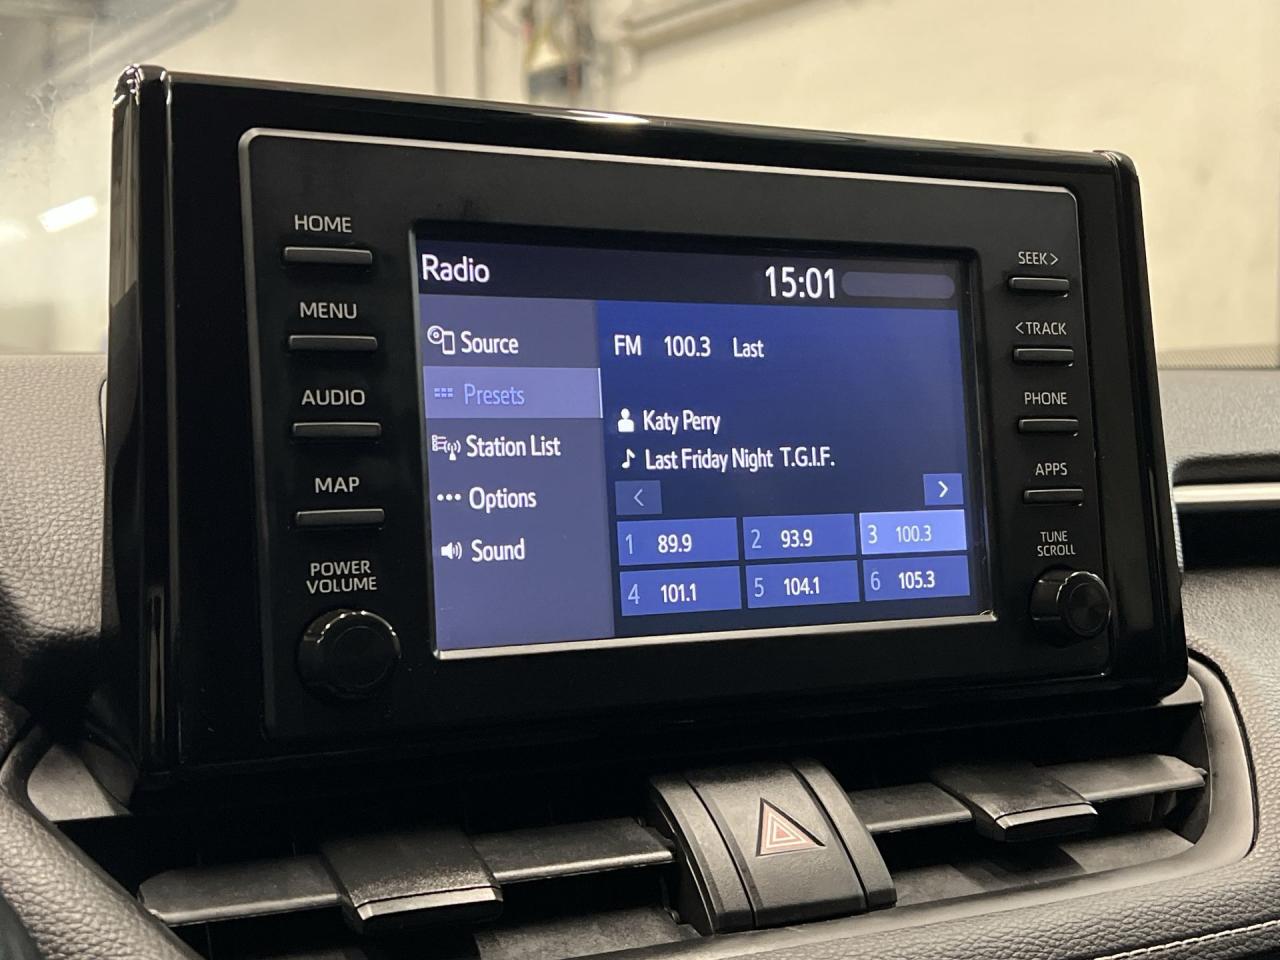 HOME
MENU
AUDIO
MAP
POWER
VOLUME
Radio
15:01
Source
Presets
Station List
Options
Sound
FM 100.3 Last
Katy Perry
Last Friday Night T.G.I.F.
< >
1 89.9 2 93.9 3 100.3
4 101.1 5 104.1 6 105.3
SEEK >
< TRACK
PHONE
APPS
TUNE
SCROLL